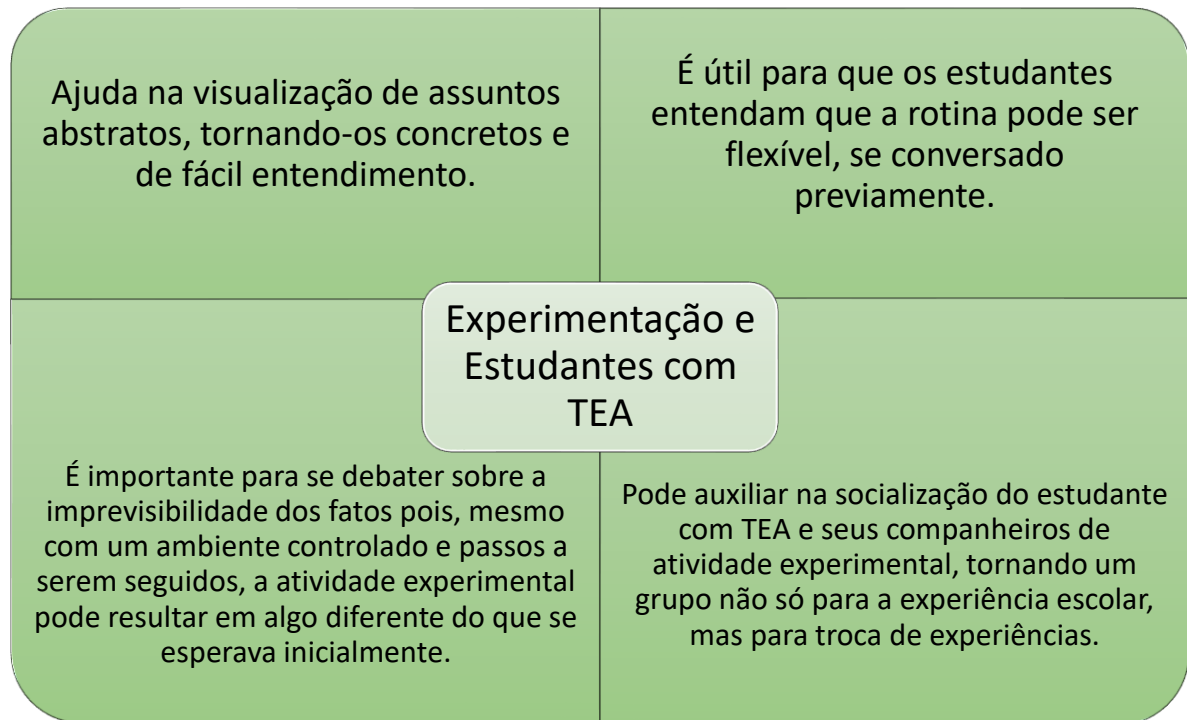 Ajuda na visualização de assuntos
abstratos, tornando-os concretos e
de fácil entendimento.
É útil para que os estudantes
entendam que a rotina pode ser
flexível, se conversado
previamente.
Experimentação e
Estudantes com
TEA
É importante para se debater sobre a
imprevisibilidade dos fatos pois, mesmo
com um ambiente controlado e passos a
serem seguidos, a atividade experimental
pode resultar em algo diferente do que se
esperava inicialmente.
Pode auxiliar na socialização do estudante
com TEA e seus companheiros de
atividade experimental, tornando um
grupo não só para a experiência escolar,
mas para troca de experiências.